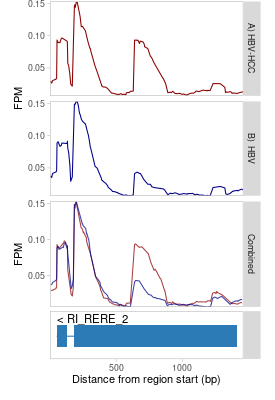 0.15
0.10
0.05
A) HBV-HCC
FPM
0.15
0.10
0.05
B) HBV
0.15
0.10
0.05
FPM
Combined
< RI_RERE_2
500 1000
Distance from region start (bp)